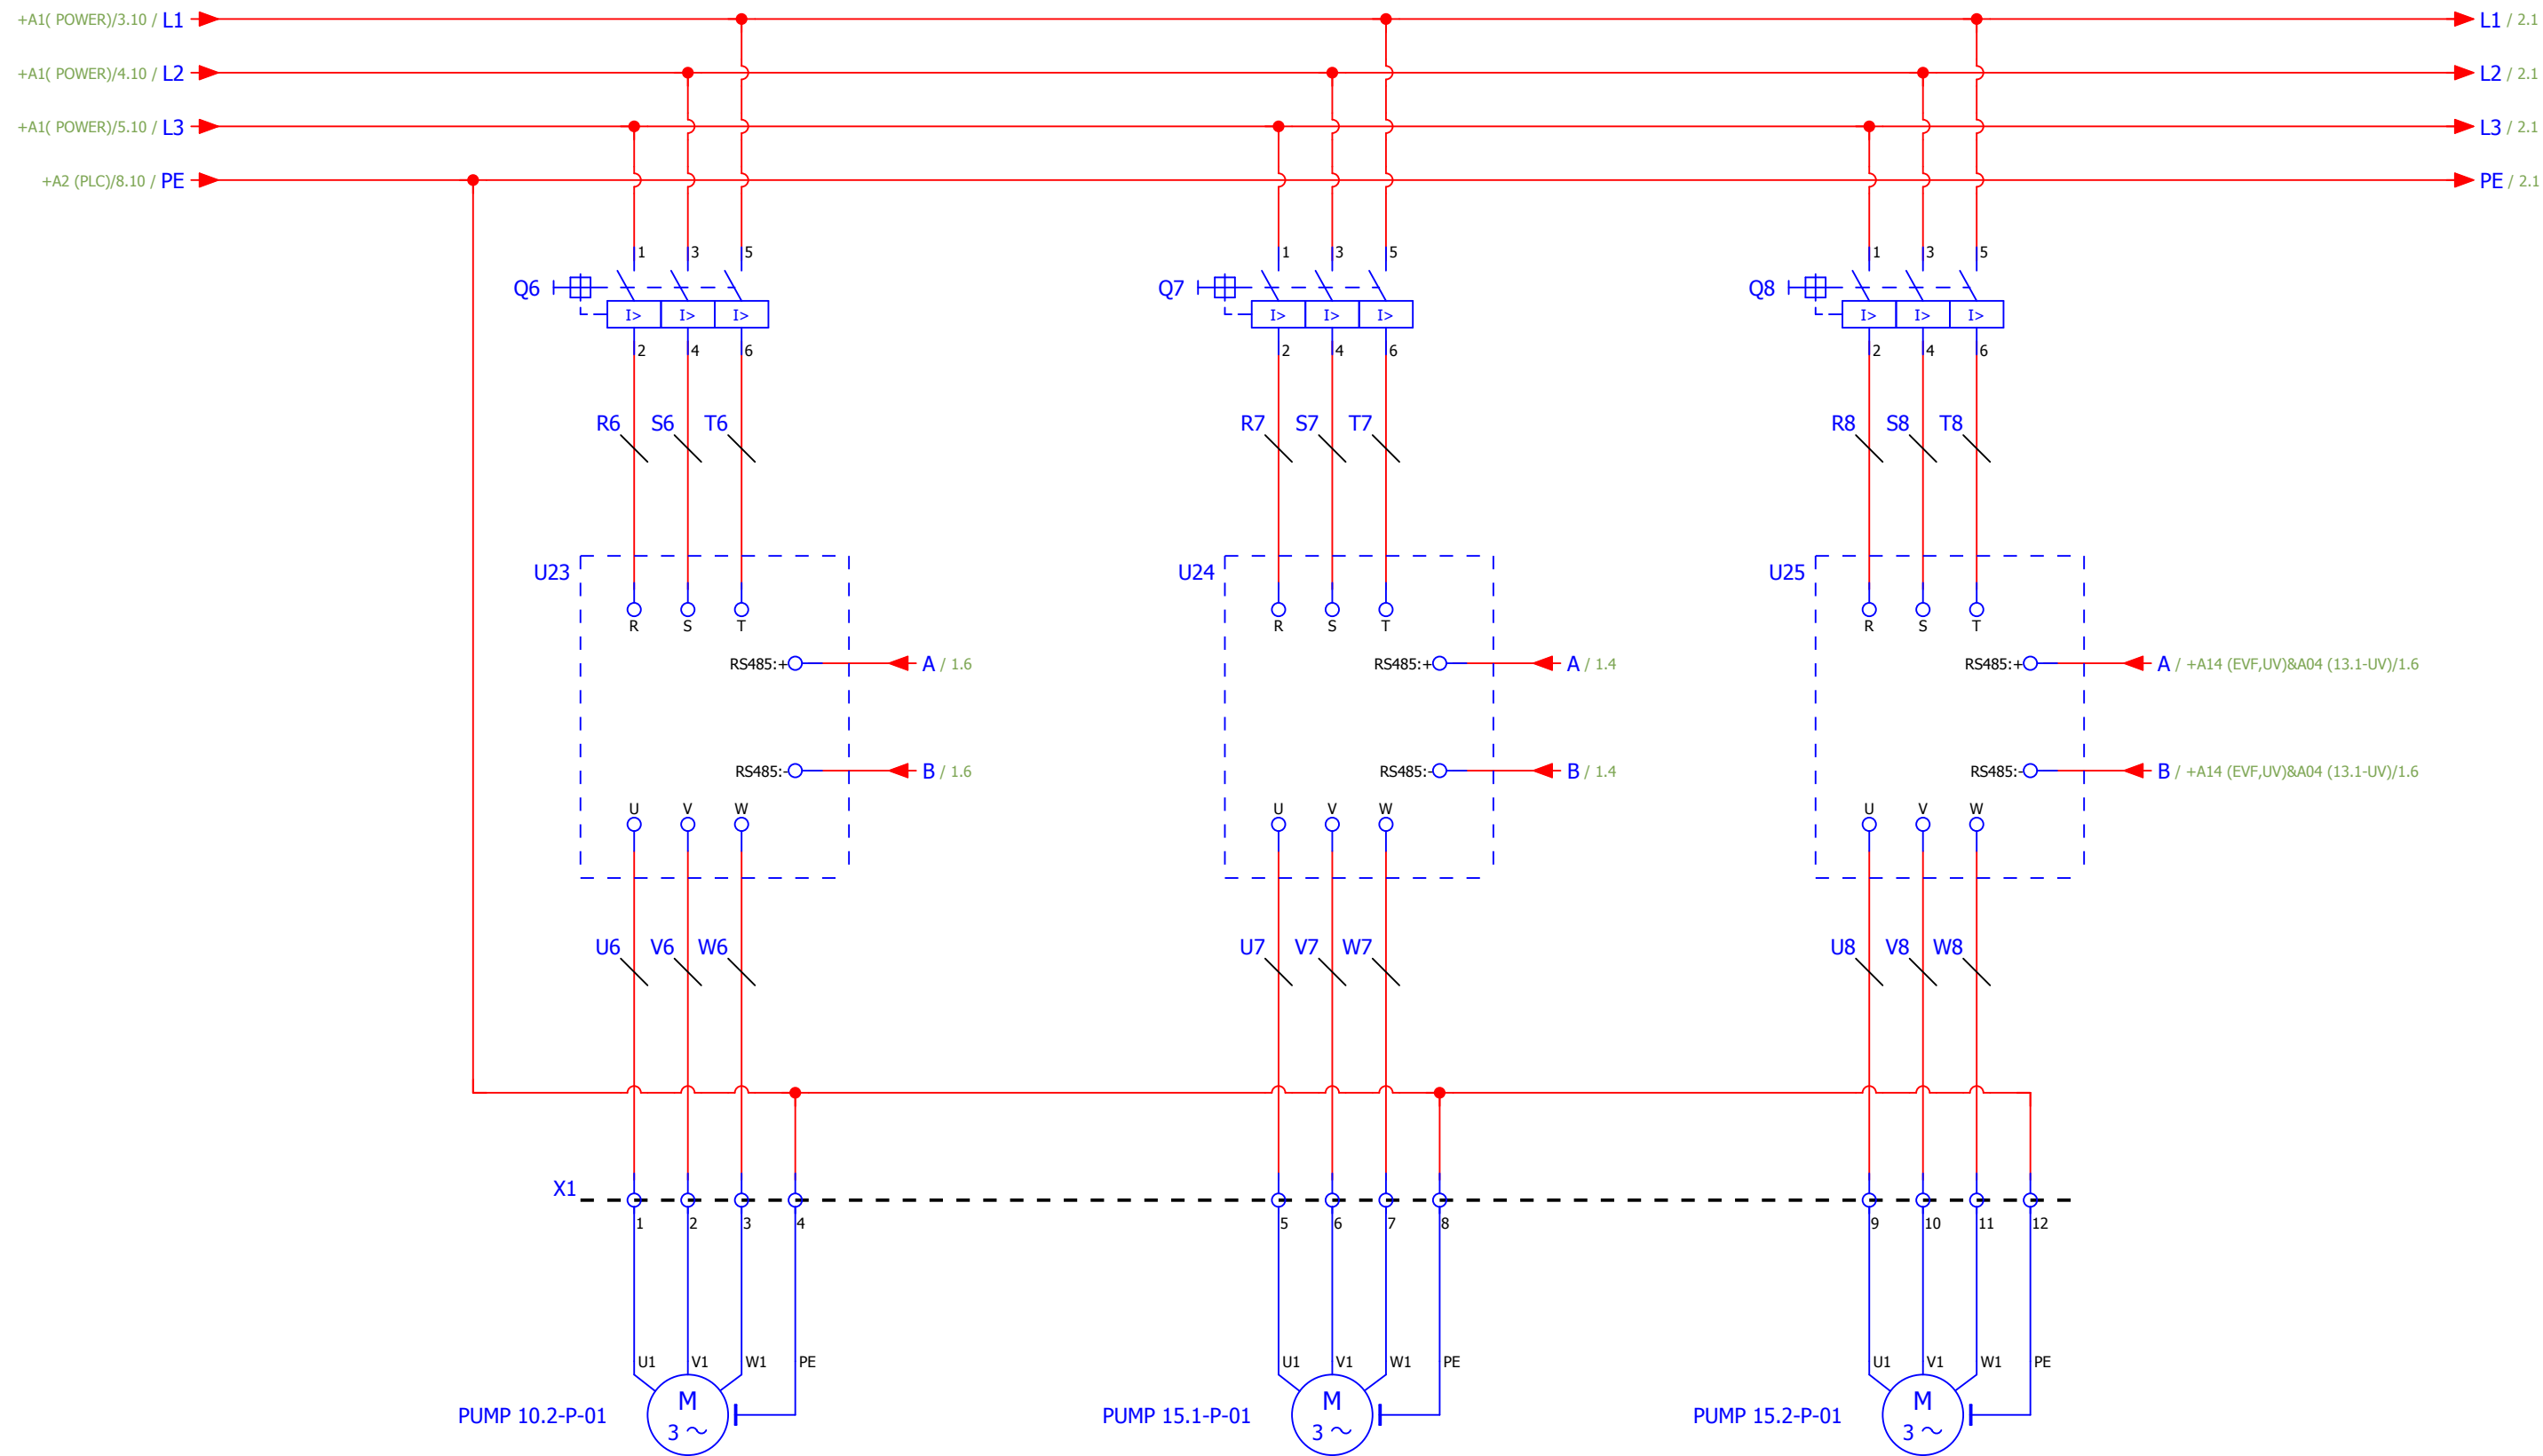 +A1( POWER)/3.10 / L1 L1 / 2.1
+A1( POWER)/4.10 / L2 L2 / 2.1
+A1( POWER)/5.10 / L3 L3 / 2.1
+A2 (PLC)/8.10 / PE PE / 2.1
1 3 5 1 3 5 1 3 5
Q6 Q7 Q8
I> I> I> I> I> I> I> I> I>
2 4 6 2 4 6 2 4 6
R6 S6 T6 R7 S7 T7 R8 S8 T8
U23 U24 U25
R S T R S T R S T
RS485:+ A / 1.6 RS485:+ A / 1.4 RS485:+ A / +A14 (EVF,UV)&A04 (13.1-UV)/1.6
RS485:- B / 1.6 RS485:- B / 1.4 RS485:- B / +A14 (EVF,UV)&A04 (13.1-UV)/1.6
U V W U V W U V W
U6 V6 W6 U7 V7 W7 U8 V8 W8
X1
1 2 3 4 5 6 7 8 9 10 11 12
U1 V1 W1 PE U1 V1 W1 PE U1 V1 W1 PE
M M M
PUMP 10.2-P-01 PUMP 15.1-P-01 PUMP 15.2-P-01
3 ~ 3 ~ 3 ~